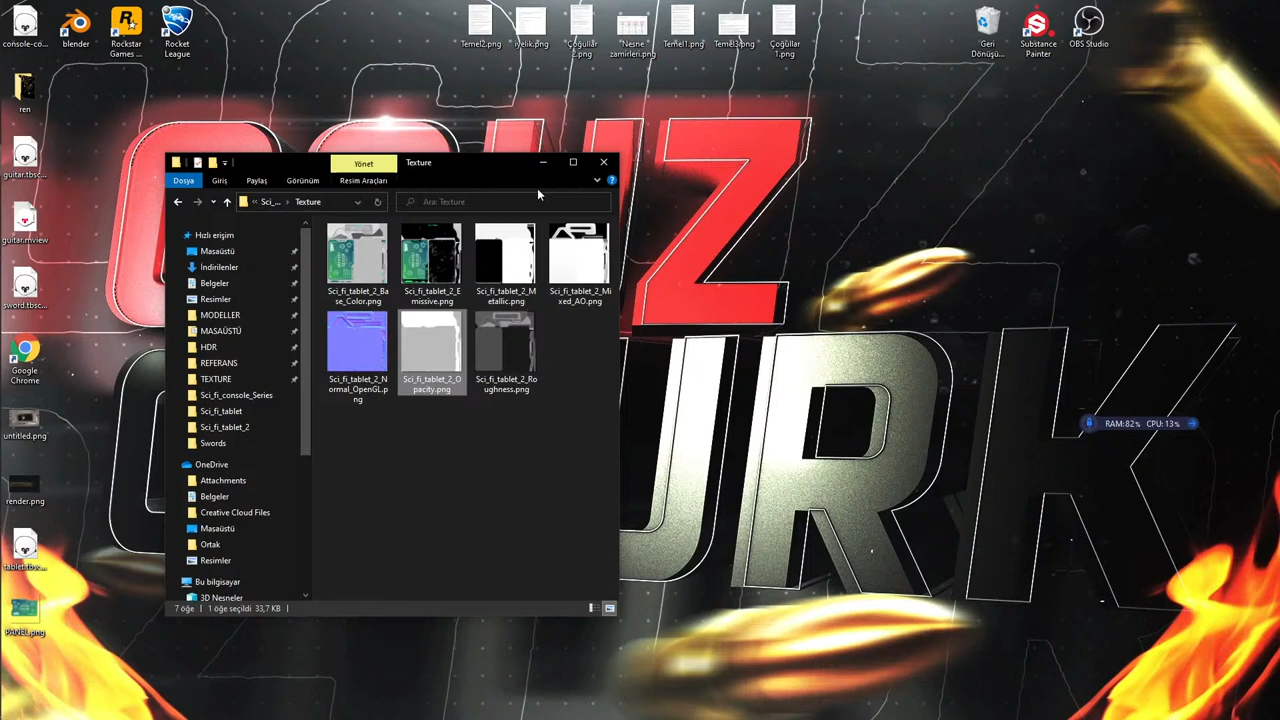 console-co...
blender
Rockstar
Games ...
Rocket
League
Temel2.png
iyelik.png
Çoğullar
2.png
Nesne
zamirleri.png
Temel1.png
Temel3.png
Çoğullar
1.png
Geri
Dönüşü...
Substance
Painter
OBS Studio
ren
guitar.tbsc...
guitar.mview
sword.tbsc...
Google
Chrome
untitled.png
render.png
tablet.tbsc...
PANEL.png
Yönet
Texture
Dosya
Giriş
Paylaş
Görünüm
Resim Araçları
Sci_...
Texture
Ara: Texture
Hızlı erişim
Masaüstü
İndirilenler
Belgeler
Resimler
MODELLER
MASAÜSTÜ
HDR
REFERANS
TEXTURE
Sci_fi_console_Series
Sci_fi_tablet
Sci_fi_tablet_2
Swords
OneDrive
Attachments
Belgeler
Creative Cloud Files
Masaüstü
Ortak
Resimler
Bu bilgisayar
3D Nesneler
Sci_fi_tablet_2_Ba
se_Color.png
Sci_fi_tablet_2_E
missive.png
Sci_fi_tablet_2_M
etallic.png
Sci_fi_tablet_2_Mi
xed_AO.png
Sci_fi_tablet_2_N
ormal_OpenGL.p
ng
Sci_fi_tablet_2_O
pacity.png
Sci_fi_tablet_2_Ro
ughness.png
7 öğe
1 öğe seçildi 33,7 KB
RAM:82% CPU: 13%